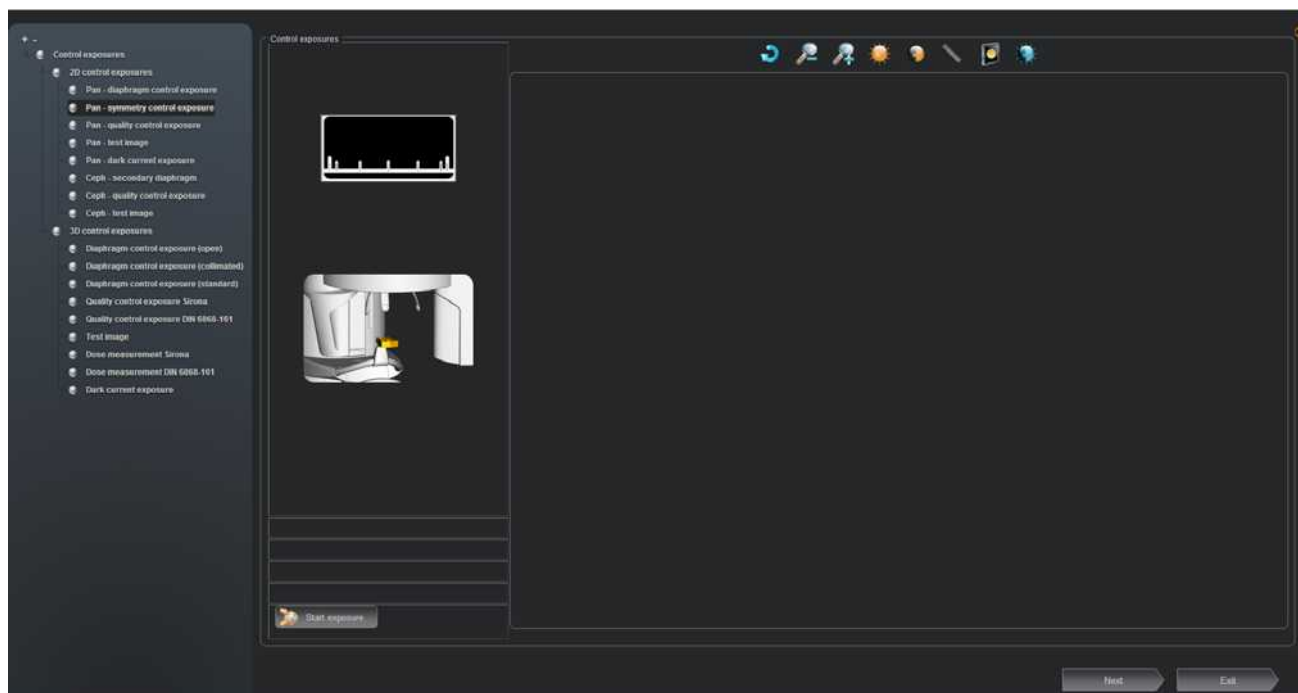 + -
Control exposures
2D control exposures
Pan - diaphragm control exposure
Pan - symmetry control exposure
Pan - quality control exposure
Pan - test image
Pan - dark current exposure
Ceph - secondary diaphragm
Ceph - quality control exposure
Ceph - test image
3D control exposures
Diaphragm control exposure (open)
Diaphragm control exposure (collimated)
Diaphragm control exposure (standard)
Quality control exposure Sirona
Quality control exposure DIN 6868-101
Test image
Dose measurement Sirona
Dose measurement DIN 6868-101
Dark current exposure
Control exposures
Start exposure
Next
Exit